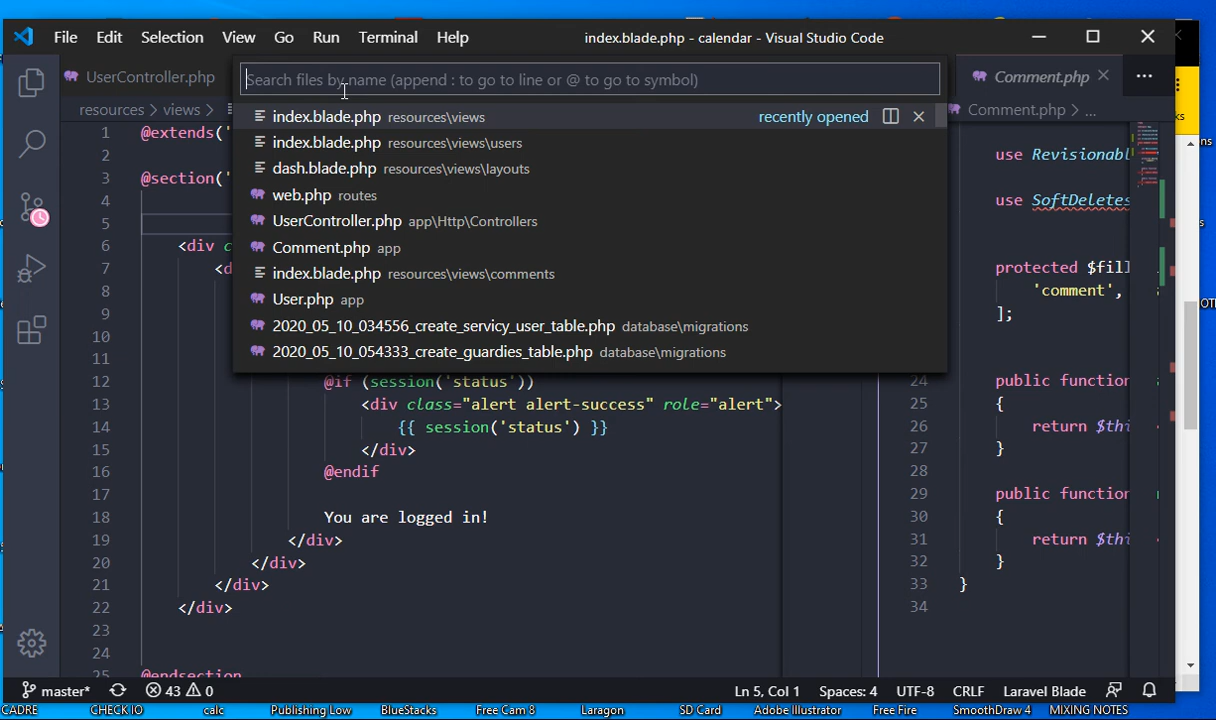 File Edit Selection View Go Run Terminal Help index.blade.php - calendar - Visual Studio Code
UserController.php
Search files by name (append : to go to line or @ to go to symbol)
Comment.php
resources > views >
Comment.php > ...
index.blade.php resources\views recently opened
index.blade.php resources\views\users
dash.blade.php resources\views\layouts
web.php routes
UserController.php app\Http\Controllers
Comment.php app
index.blade.php resources\views\comments
User.php app
2020_05_10_034556_create_servicy_user_table.php database\migrations
2020_05_10_054333_create_guardies_table.php database\migrations
1 @extends('
2
3 @section('
4
5
6 <div c
7 <d
8
9
10
11
12 @if (session('status'))
13 <div class="alert alert-success" role="alert">
14 {{ session('status') }}
15 </div>
16 @endif
17
18 You are logged in!
19 </div>
20 </div>
21 </div>
22 </div>
23
24
25 @endsection
use Revisionabl
use SoftDeletes
protected $fill
'comment',
];
24 public function
25 {
26 return $thi
27 }
28
29 public function
30 {
31 return $thi
32 }
33 }
34
master* 43 0 Ln 5, Col 1 Spaces: 4 UTF-8 CRLF Laravel Blade
CADRE CHECK IO calc Publishing Low BlueStacks Free Cam 8 Laragon SD Card Adobe Illustrator Free Fire SmoothDraw 4 MIXING NOTES